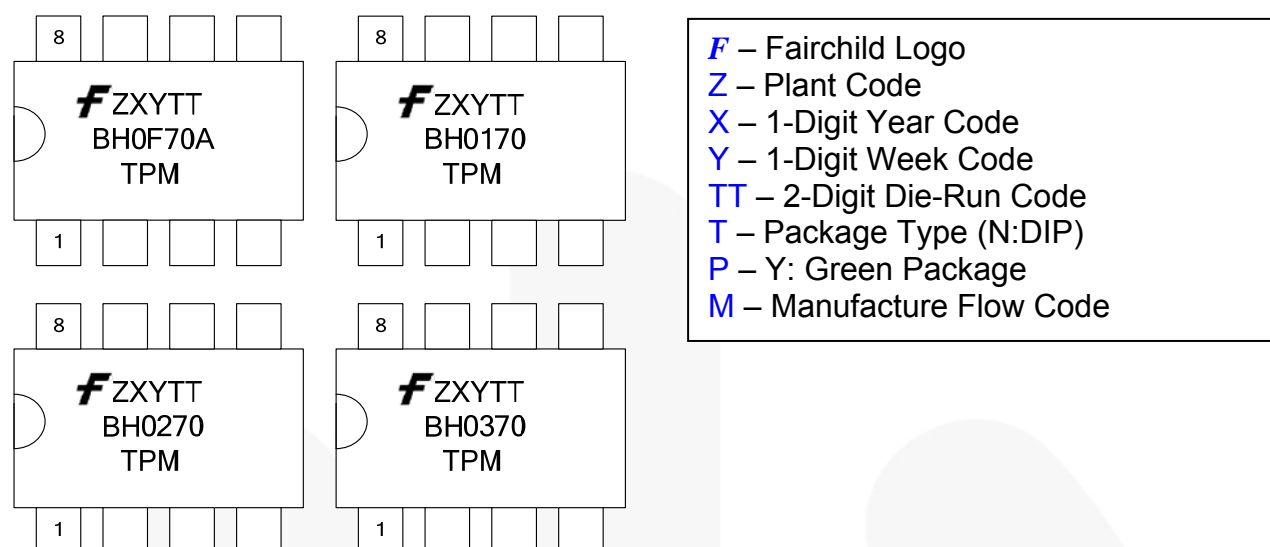 8
ZXYTT
BH0F70A
TPM
1
8
ZXYTT
BH0170
TPM
1
8
ZXYTT
BH0270
TPM
1
8
ZXYTT
BH0370
TPM
1
F – Fairchild Logo
Z – Plant Code
X – 1-Digit Year Code
Y – 1-Digit Week Code
TT – 2-Digit Die-Run Code
T – Package Type (N:DIP)
P – Y: Green Package
M – Manufacture Flow Code